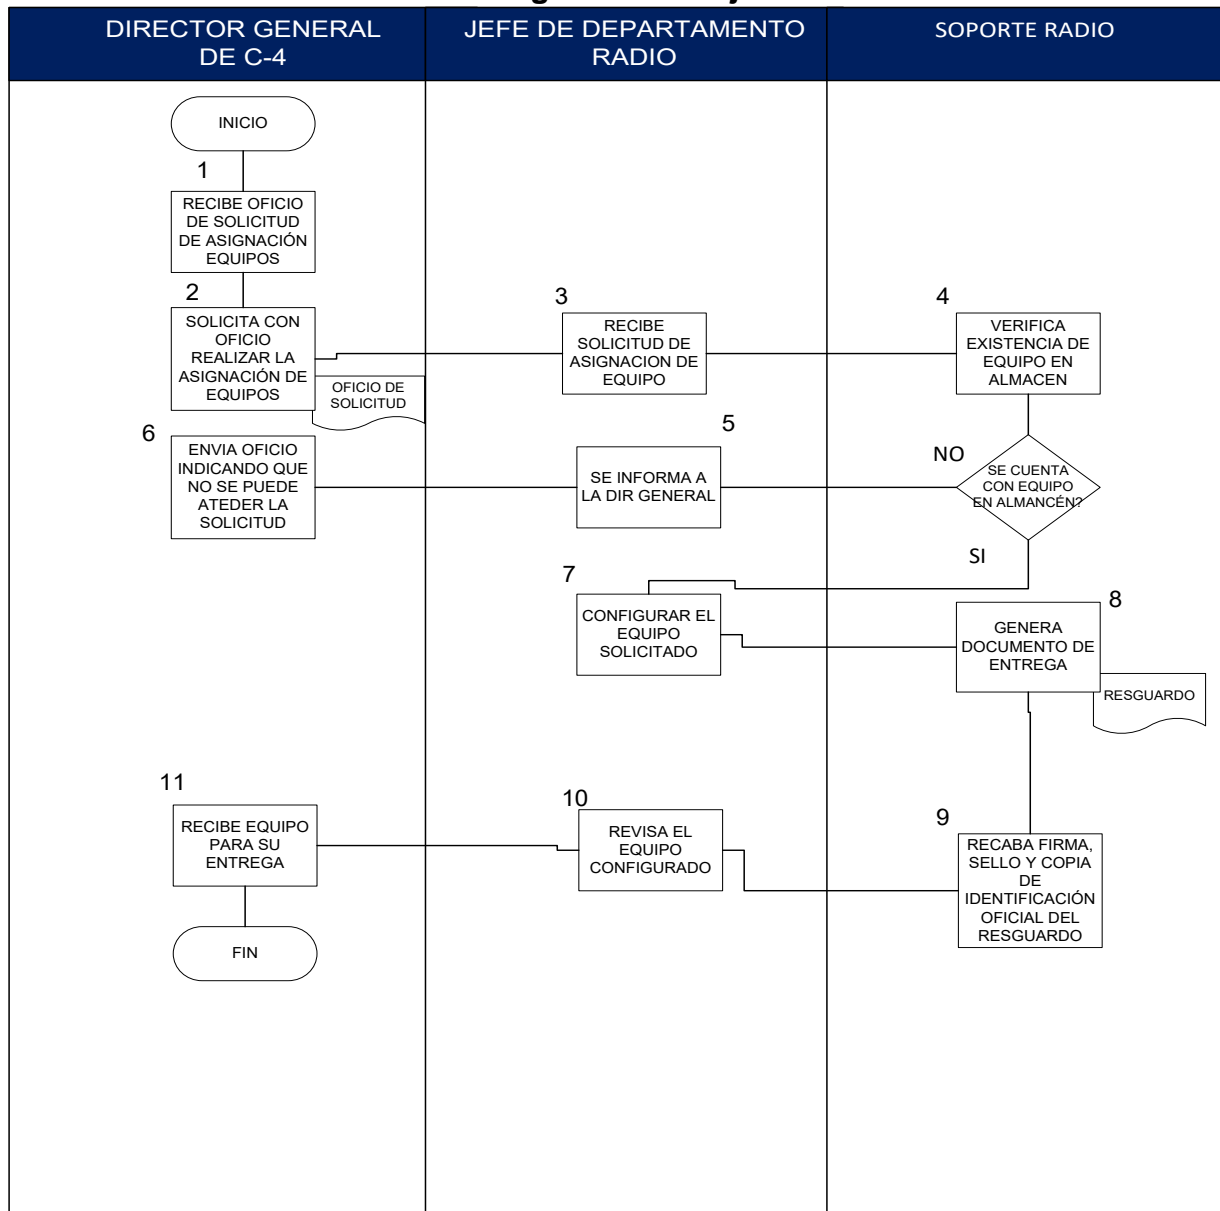 DIRECTOR GENERAL
DE C-4
JEFE DE DEPARTAMENTO
RADIO
SOPORTE RADIO
INICIO
1
RECIBE OFICIO
DE SOLICITUD
DE ASIGNACIÓN
EQUIPOS
2
SOLICITA CON
OFICIO
REALIZAR LA
ASIGNACIÓN DE
EQUIPOS
OFICIO DE
SOLICITUD
3
RECIBE
SOLICITUD DE
ASIGNACION DE
EQUIPO
4
VERIFICA
EXISTENCIA DE
EQUIPO EN
ALMACEN
NO
SE CUENTA
CON EQUIPO
EN ALMANCÉN?
SI
5
SE INFORMA A
LA DIR GENERAL
6
ENVIA OFICIO
INDICANDO QUE
NO SE PUEDE
ATEDER LA
SOLICITUD
7
CONFIGURAR EL
EQUIPO
SOLICITADO
8
GENERA
DOCUMENTO DE
ENTREGA
RESGUARDO
9
RECABA FIRMA,
SELLO Y COPIA
DE
IDENTIFICACIÓN
OFICIAL DEL
RESGUARDO
10
REVISA EL
EQUIPO
CONFIGURADO
11
RECIBE EQUIPO
PARA SU
ENTREGA
FIN